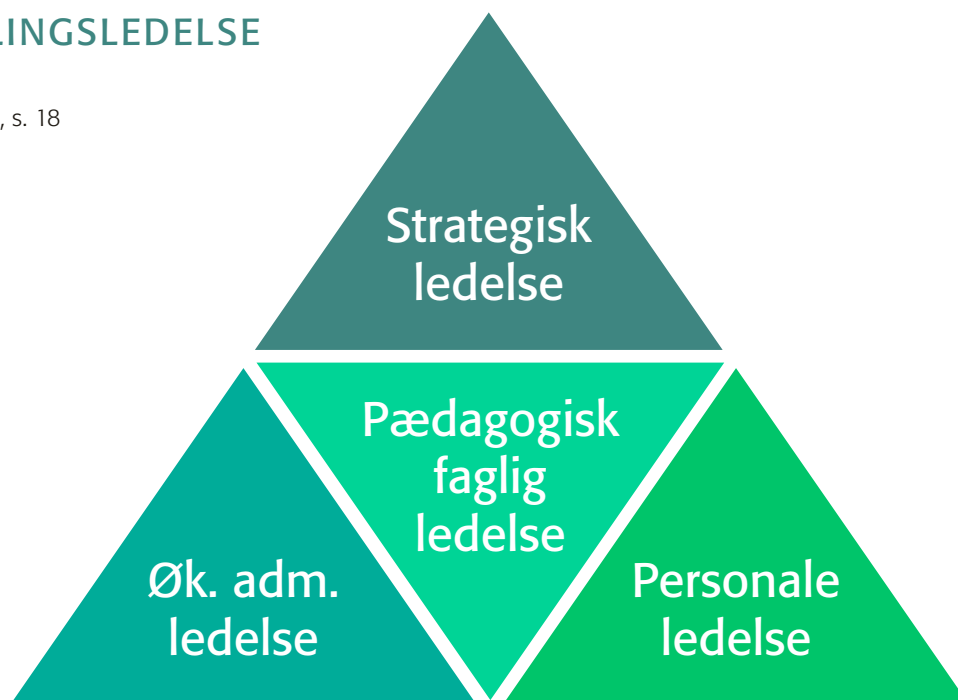 LINGSLEDELSE
, s. 18
Strategisk
ledelse
Pædagogisk
faglig
ledelse
Øk. adm.
ledelse
Personale
ledelse